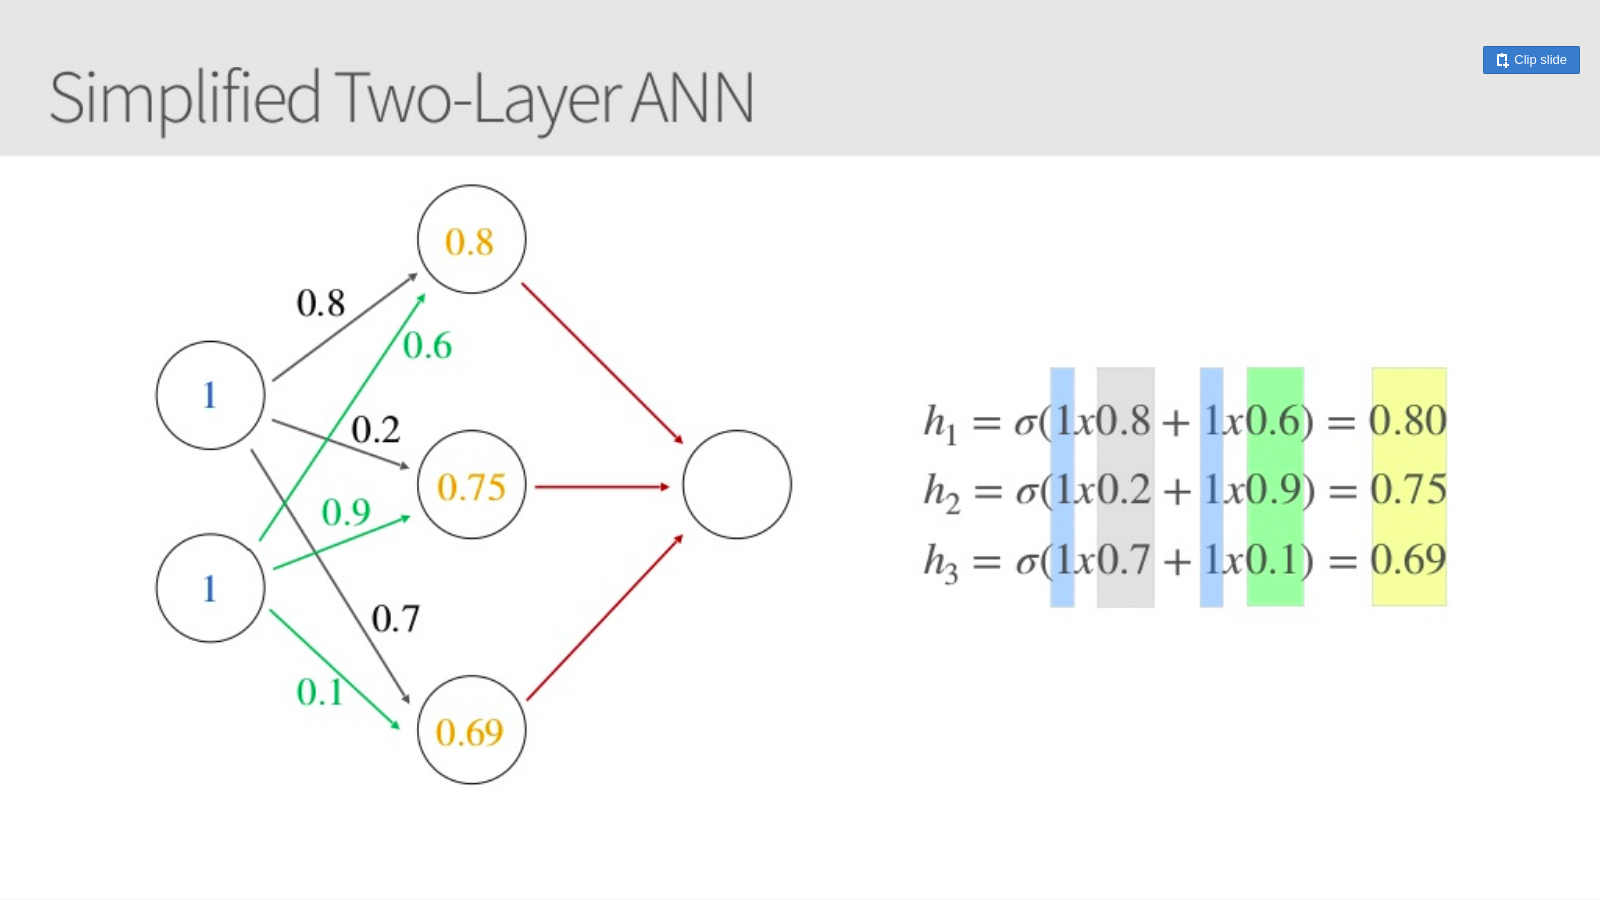 Clip slide
Simplified Two-Layer ANN
0.8
0.8
0.6
1
0.2
0.75
0.9
1
0.7
0.1
0.69
h1 = σ(1x0.8 + 1x0.6) = 0.80
h2 = σ(1x0.2 + 1x0.9) = 0.75
h3 = σ(1x0.7 + 1x0.1) = 0.69